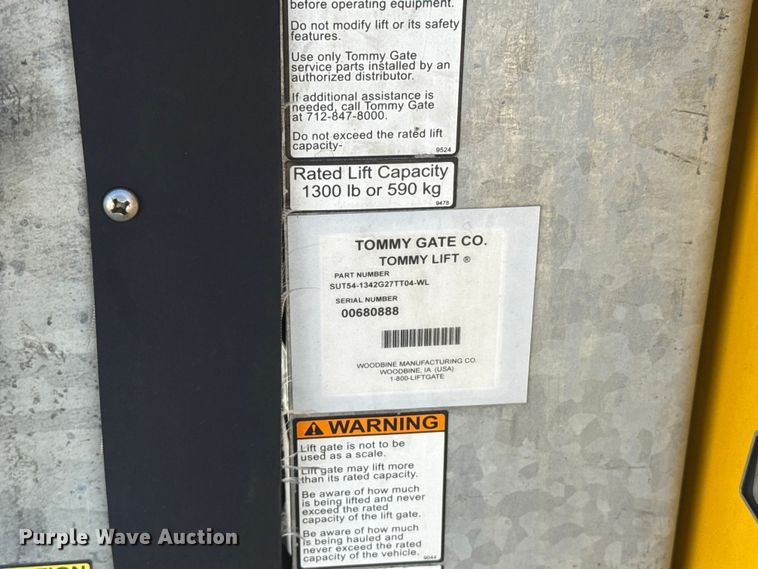 before operating equipment.
Do not modify lift or its safety
features.
Use only Tommy Gate
service parts installed by an
authorized distributor.
If additional assistance is
needed, call Tommy Gate
at 712-847-8000.
Do not exceed the rated lift
capacity-
9524
Rated Lift Capacity
1300 lb or 590 kg
9478
TOMMY GATE CO.
TOMMY LIFT ®
PART NUMBER
SUT54-1342G27TT04-WL
SERIAL NUMBER
00680888
WOODBINE MANUFACTURING CO.
WOODBINE, IA (USA)
1-800-LIFTGATE
WARNING
Lift gate is not to be
used as a scale.
Lift gate may lift more
than its rated capacity.
Be aware of how much
is being lifted and never
exceed the rated
capacity of the lift gate.
Be aware of how much
is being hauled and
never exceed the rated
capacity of the vehicle.
9044
Purple Wave Auction